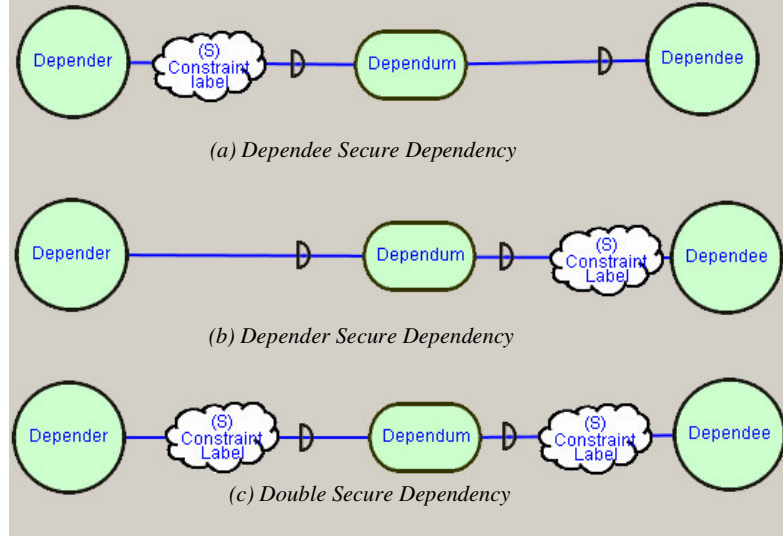 Depender
(S)
Constraint
label
Dependum
Dependee
(a) Dependee Secure Dependency
Depender
Dependum
(S)
Constraint
Label
Dependee
(b) Depender Secure Dependency
Depender
(S)
Constraint
Label
Dependum
(S)
Constraint
Label
Dependee
(c) Double Secure Dependency